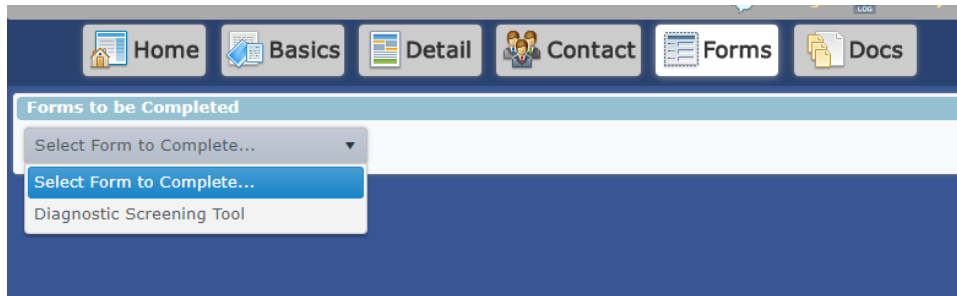 LOG
Home Basics Detail Contact Forms Docs
Forms to be Completed
Select Form to Complete...
Select Form to Complete...
Diagnostic Screening Tool